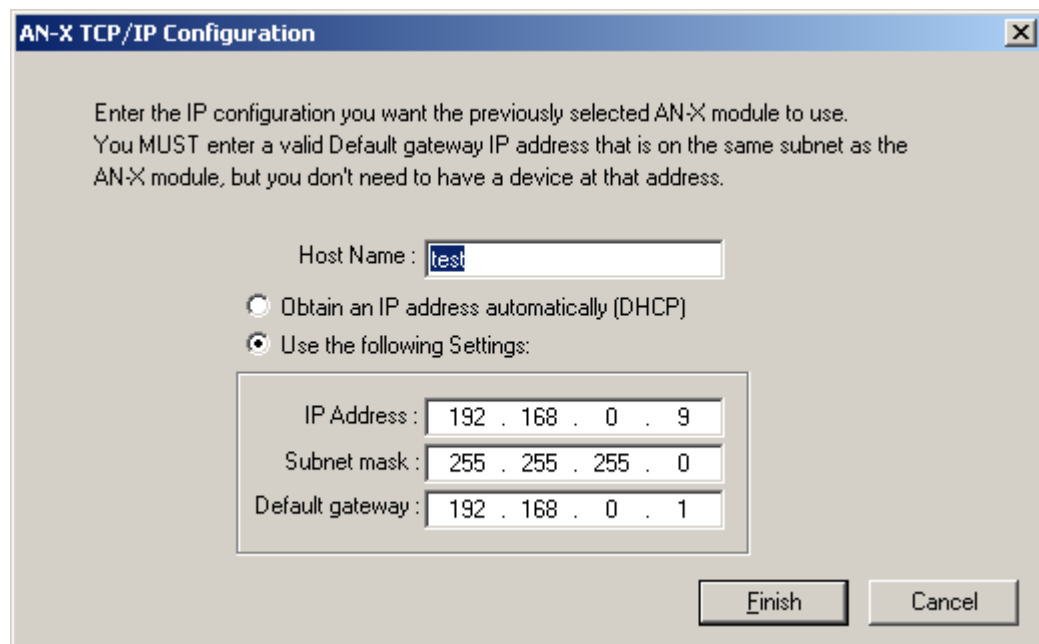 AN-X TCP/IP Configuration
Enter the IP configuration you want the previously selected AN-X module to use.
You MUST enter a valid Default gateway IP address that is on the same subnet as the
AN-X module, but you don't need to have a device at that address.
Host Name : test
Obtain an IP address automatically (DHCP)
Use the following Settings:
IP Address : 192 . 168 . 0 . 9
Subnet mask : 255 . 255 . 255 . 0
Default gateway : 192 . 168 . 0 . 1
Finish Cancel